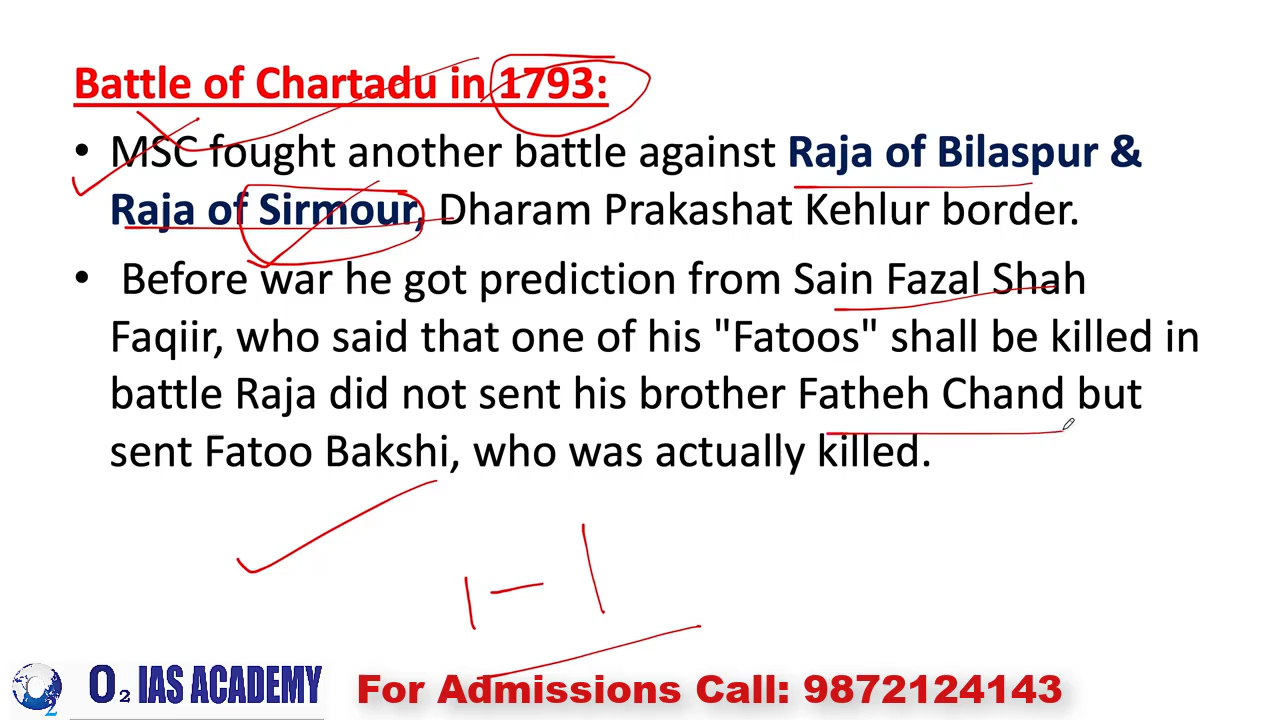 Battle of Chartadu in 1793:
• MSC fought another battle against Raja of Bilaspur &
Raja of Sirmour, Dharam Prakashat Kehlur border.
• Before war he got prediction from Sain Fazal Shah
Faqiir, who said that one of his "Fatoos" shall be killed in
battle Raja did not sent his brother Fatheh Chand but
sent Fatoo Bakshi, who was actually killed.
1-1
O2 IAS ACADEMY
For Admissions Call: 9872124143